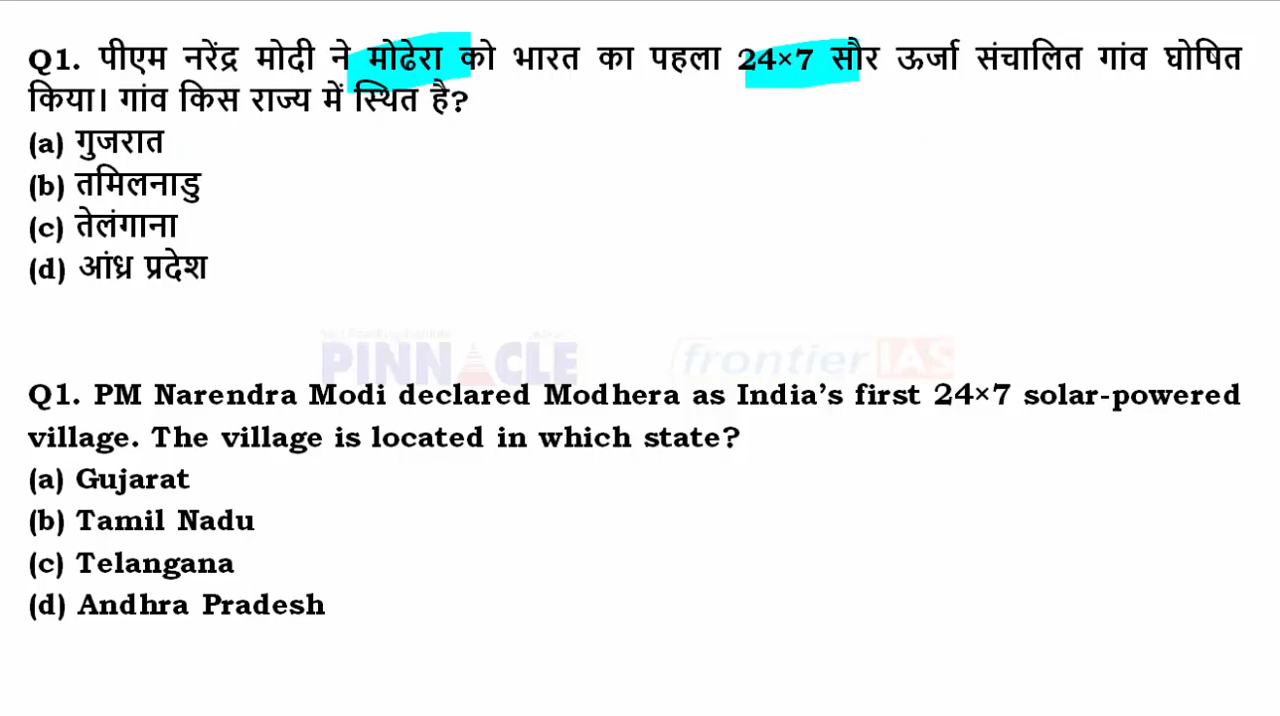 Q1. पीएम नरेंद्र मोदी ने मोढेरा को भारत का पहला 24×7 सौर ऊर्जा संचालित गांव घोषित
किया। गांव किस राज्य में स्थित है?
(a) गुजरात
(b) तमिलनाडु
(c) तेलंगाना
(d) आंध्र प्रदेश
PINNACLE frontier IAS
Q1. PM Narendra Modi declared Modhera as India’s first 24×7 solar-powered
village. The village is located in which state?
(a) Gujarat
(b) Tamil Nadu
(c) Telangana
(d) Andhra Pradesh